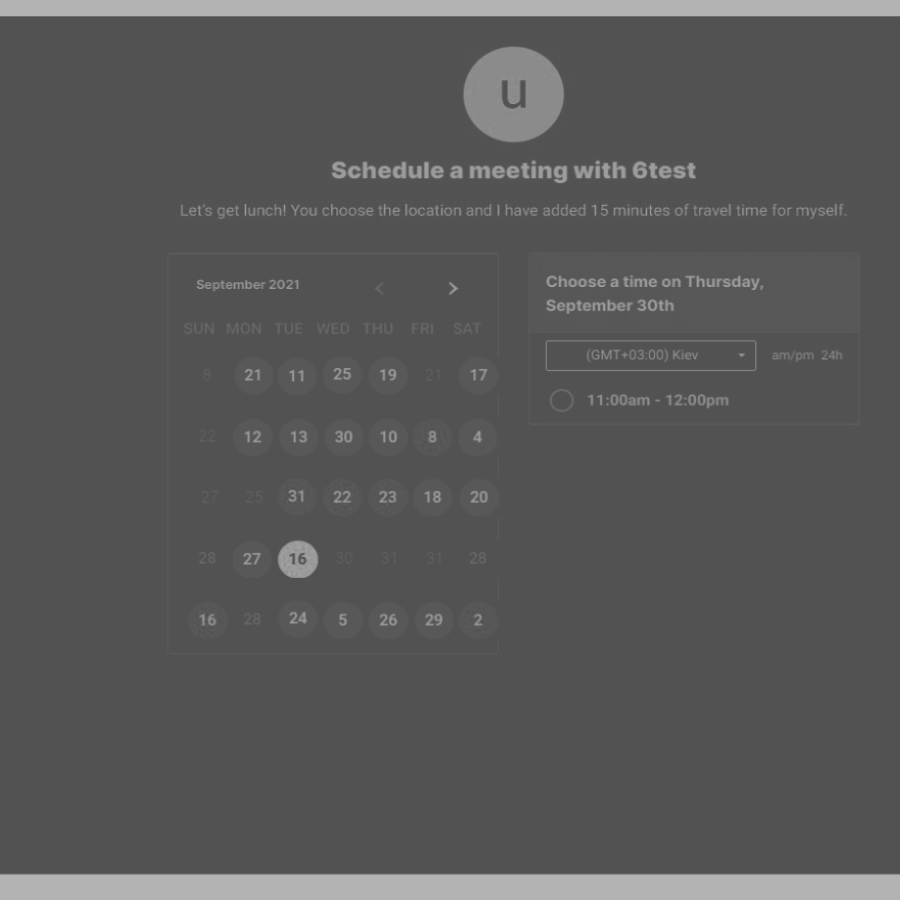 u
Schedule a meeting with 6test
Let's get lunch! You choose the location and I have added 15 minutes of travel time for myself.
September 2021 < >
SUN MON TUE WED THU FRI SAT
8 21 11 25 19 21 17
22 12 13 30 10 8 4
27 25 31 22 23 18 20
28 27 16 30 31 31 28
16 28 24 5 26 29 2
Choose a time on Thursday,
September 30th
(GMT+03:00) Kiev am/pm 24h
11:00am - 12:00pm